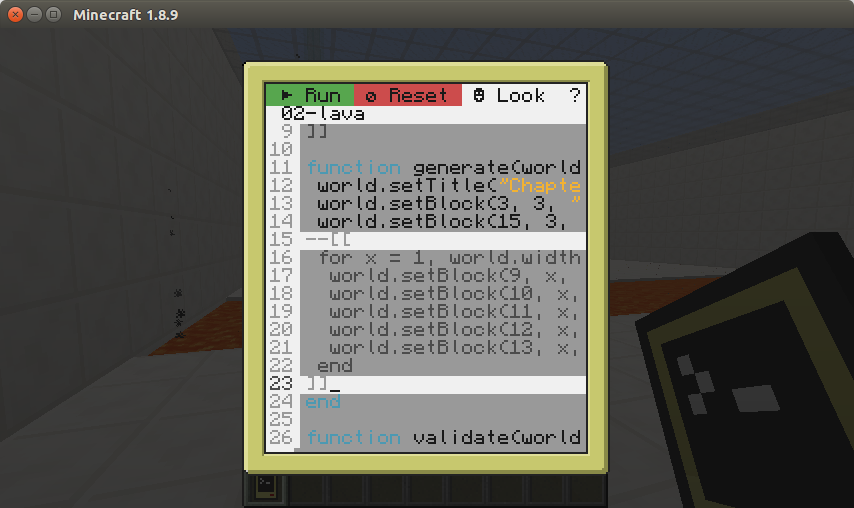 Minecraft 1.8.9
Run Reset Look ?
02-lava
9 ]]
10
11 function generate(world
12 world.setTitle("Chapte
13 world.setBlock(3, 3, "
14 world.setBlock(15, 3,
15 --[[
16 for x = 1, world.width
17 world.setBlock(9, x,
18 world.setBlock(10, x,
19 world.setBlock(11, x,
20 world.setBlock(12, x,
21 world.setBlock(13, x,
22 end
23 ]]_
24 end
25
26 function validate(world